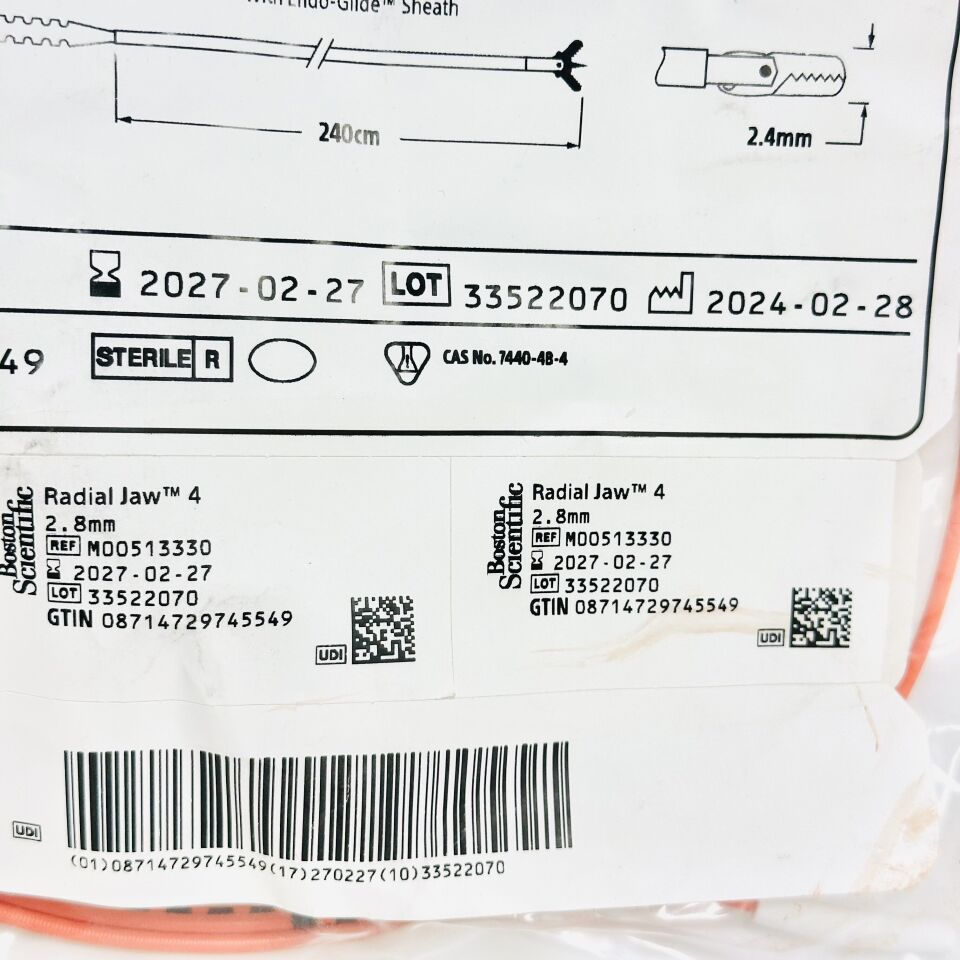 with Endo-Glide™ Sheath
240cm
2.4mm
2027-02-27 LOT 33522070 2024-02-28
49 STERILE R CAS No. 7440-48-4
Boston Scientific
Radial Jaw™ 4
2.8mm
REF M00513330
2027-02-27
LOT 33522070
GTIN 08714729745549
UDI
Boston Scientific
Radial Jaw™ 4
2.8mm
REF M00513330
2027-02-27
LOT 33522070
GTIN 08714729745549
UDI
UDI
(01)08714729745549(17)270227(10)33522070